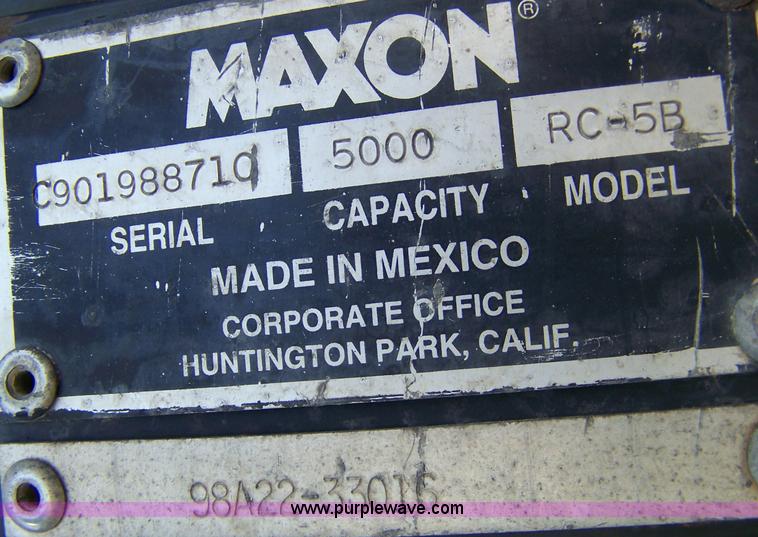 MAXON®
C901988710 5000 RC-5B
SERIAL CAPACITY MODEL
MADE IN MEXICO
CORPORATE OFFICE
HUNTINGTON PARK, CALIF.
98A22-33016
www.purplewave.com